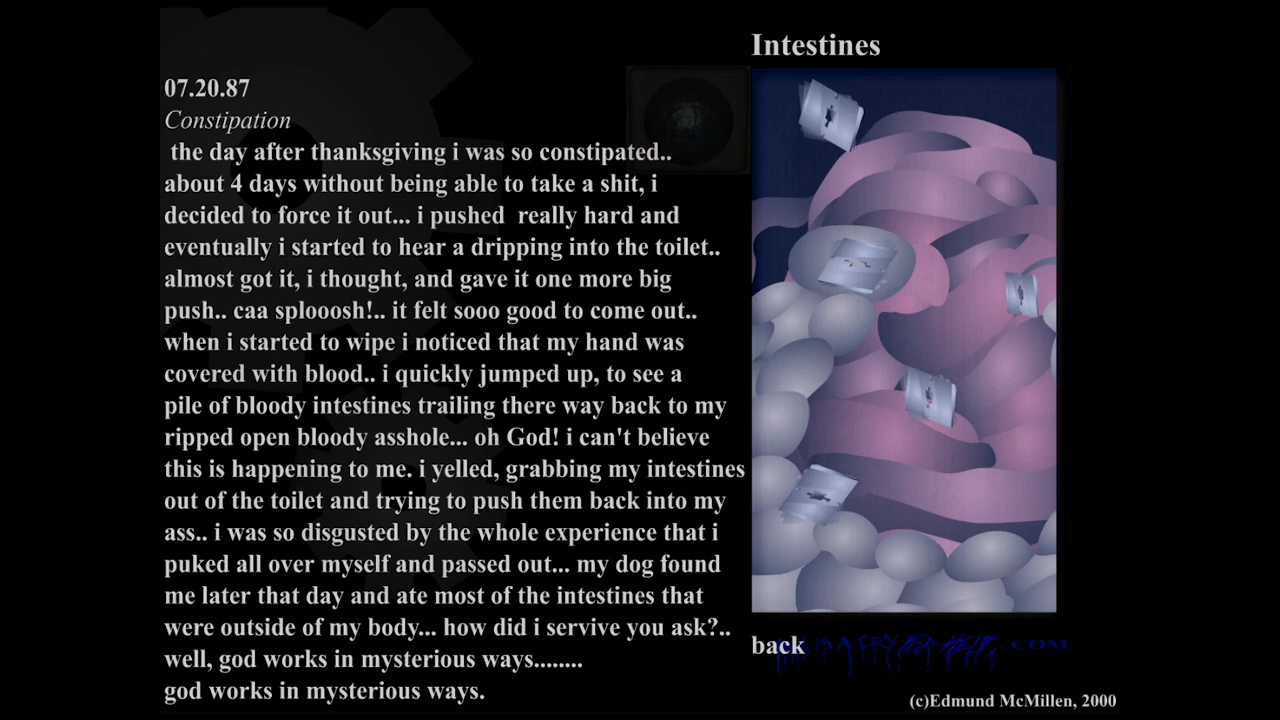 Intestines
07.20.87
Constipation
the day after thanksgiving i was so constipated..
about 4 days without being able to take a shit, i
decided to force it out... i pushed  really hard and
eventually i started to hear a dripping into the toilet..
almost got it, i thought, and gave it one more big
push.. caa splooosh!.. it felt sooo good to come out..
when i started to wipe i noticed that my hand was
covered with blood.. i quickly jumped up, to see a
pile of bloody intestines trailing there way back to my
ripped open bloody asshole... oh God! i can't believe
this is happening to me. i yelled, grabbing my intestines
out of the toilet and trying to push them back into my
ass.. i was so disgusted by the whole experience that i
puked all over myself and passed out... my dog found
me later that day and ate most of the intestines that
were outside of my body... how did i servive you ask?..
well, god works in mysterious ways........
god works in mysterious ways.
back
IS A CRY FOR HELP.COM
(c)Edmund McMillen, 2000